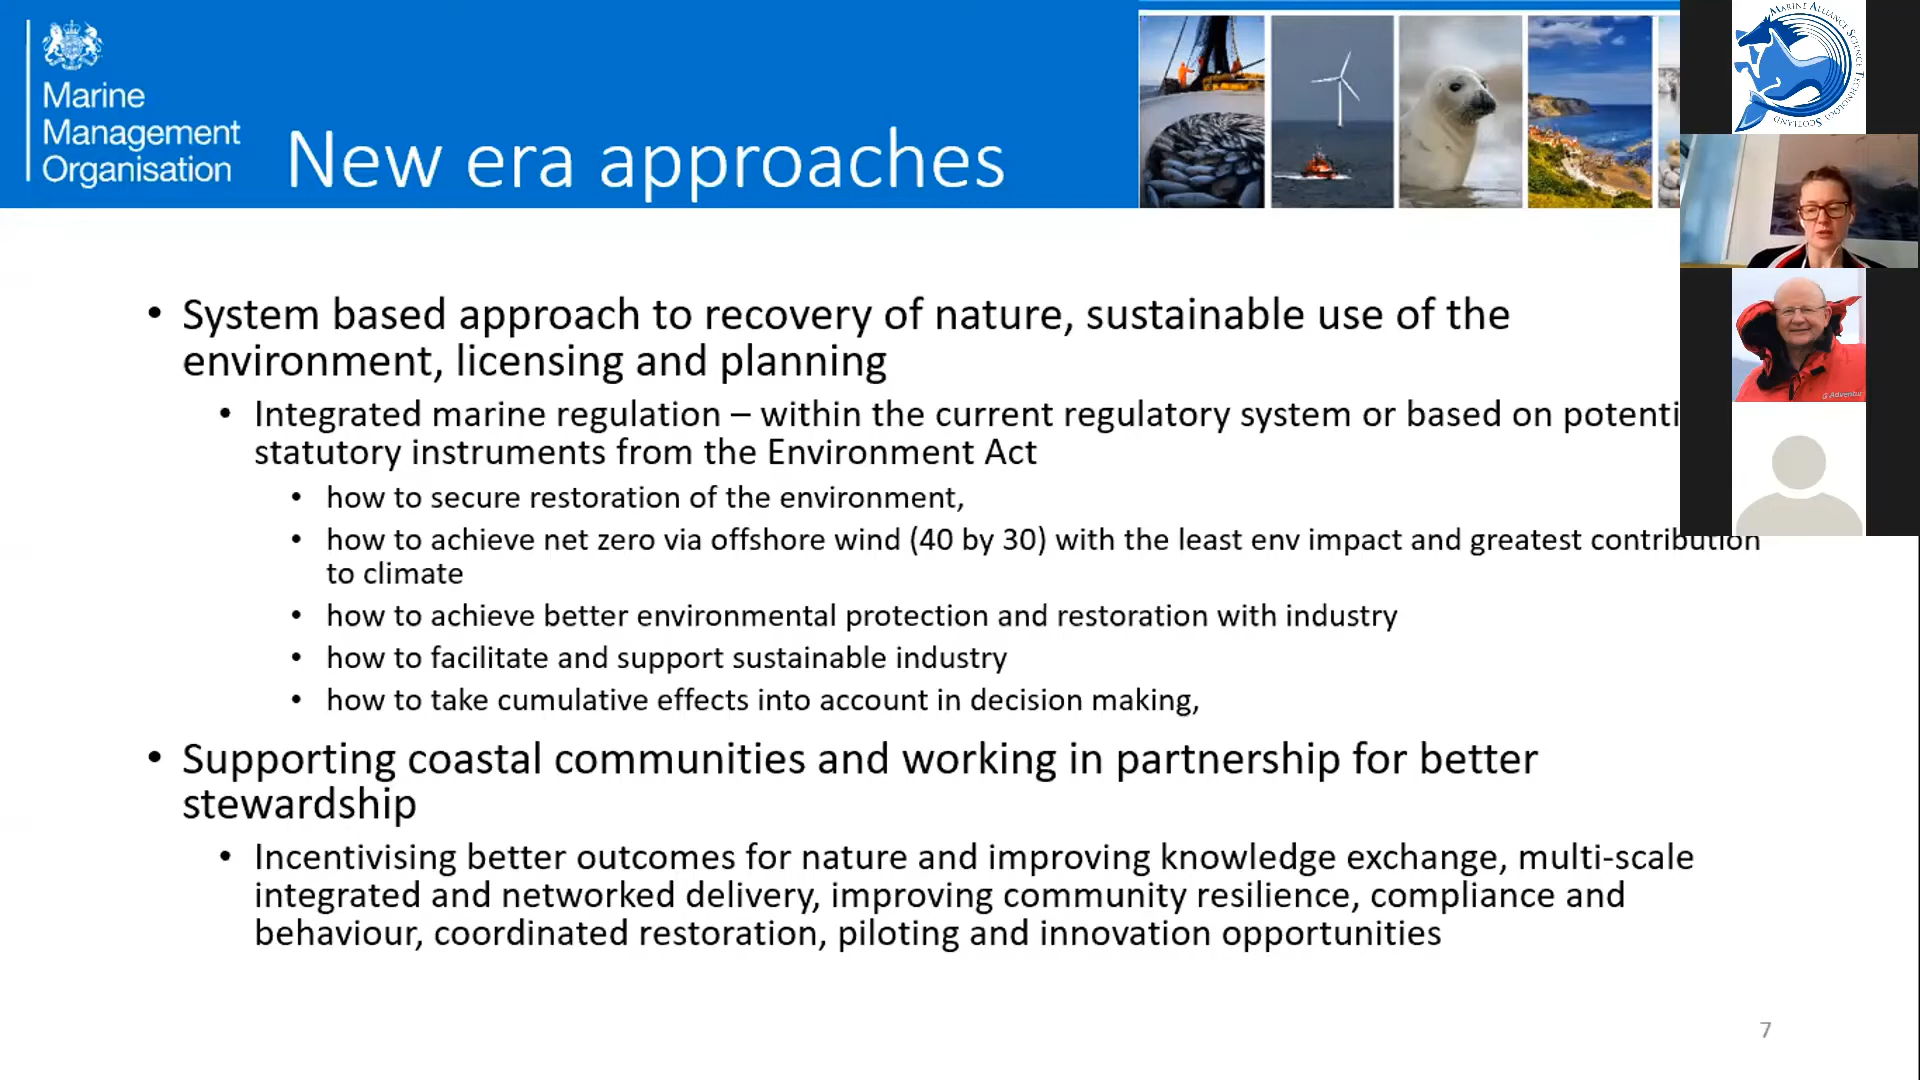 Marine
Management
Organisation
New era approaches
MARINE ALLIANCE SCIENCE TECHNOLOGY SCOTLAND
• System based approach to recovery of nature, sustainable use of the
environment, licensing and planning
• Integrated marine regulation – within the current regulatory system or based on potenti
statutory instruments from the Environment Act
• how to secure restoration of the environment,
• how to achieve net zero via offshore wind (40 by 30) with the least env impact and greatest contribution
to climate
• how to achieve better environmental protection and restoration with industry
• how to facilitate and support sustainable industry
• how to take cumulative effects into account in decision making,
• Supporting coastal communities and working in partnership for better
stewardship
• Incentivising better outcomes for nature and improving knowledge exchange, multi-scale
integrated and networked delivery, improving community resilience, compliance and
behaviour, coordinated restoration, piloting and innovation opportunities
G Adventur
7